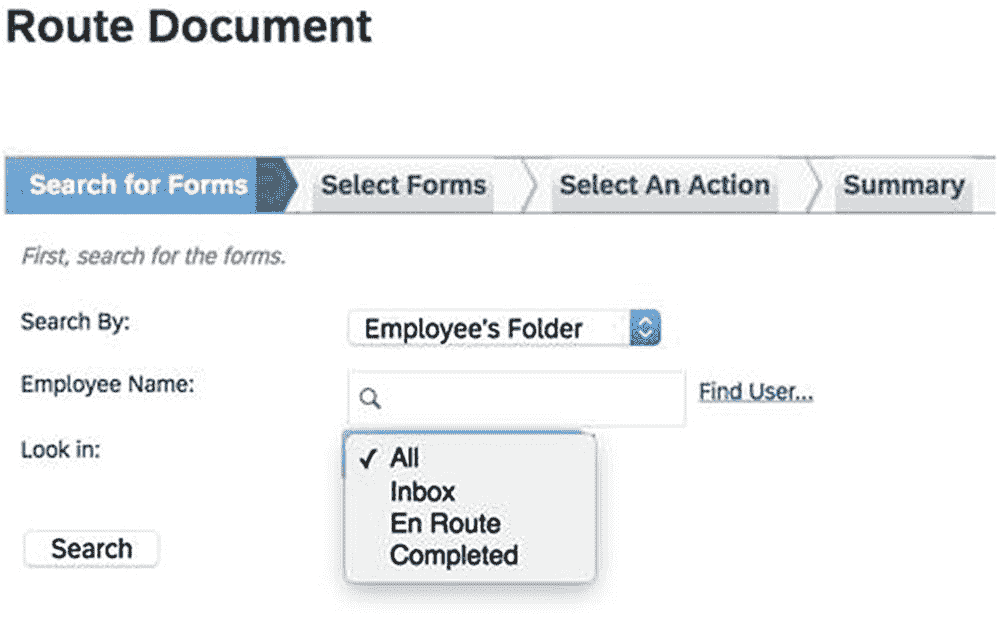 Route Document
Search for Forms Select Forms Select An Action Summary
First, search for the forms.
Search By: Employee's Folder
Employee Name: Find User...
Look in:
✓ All
Inbox
En Route
Completed
Search